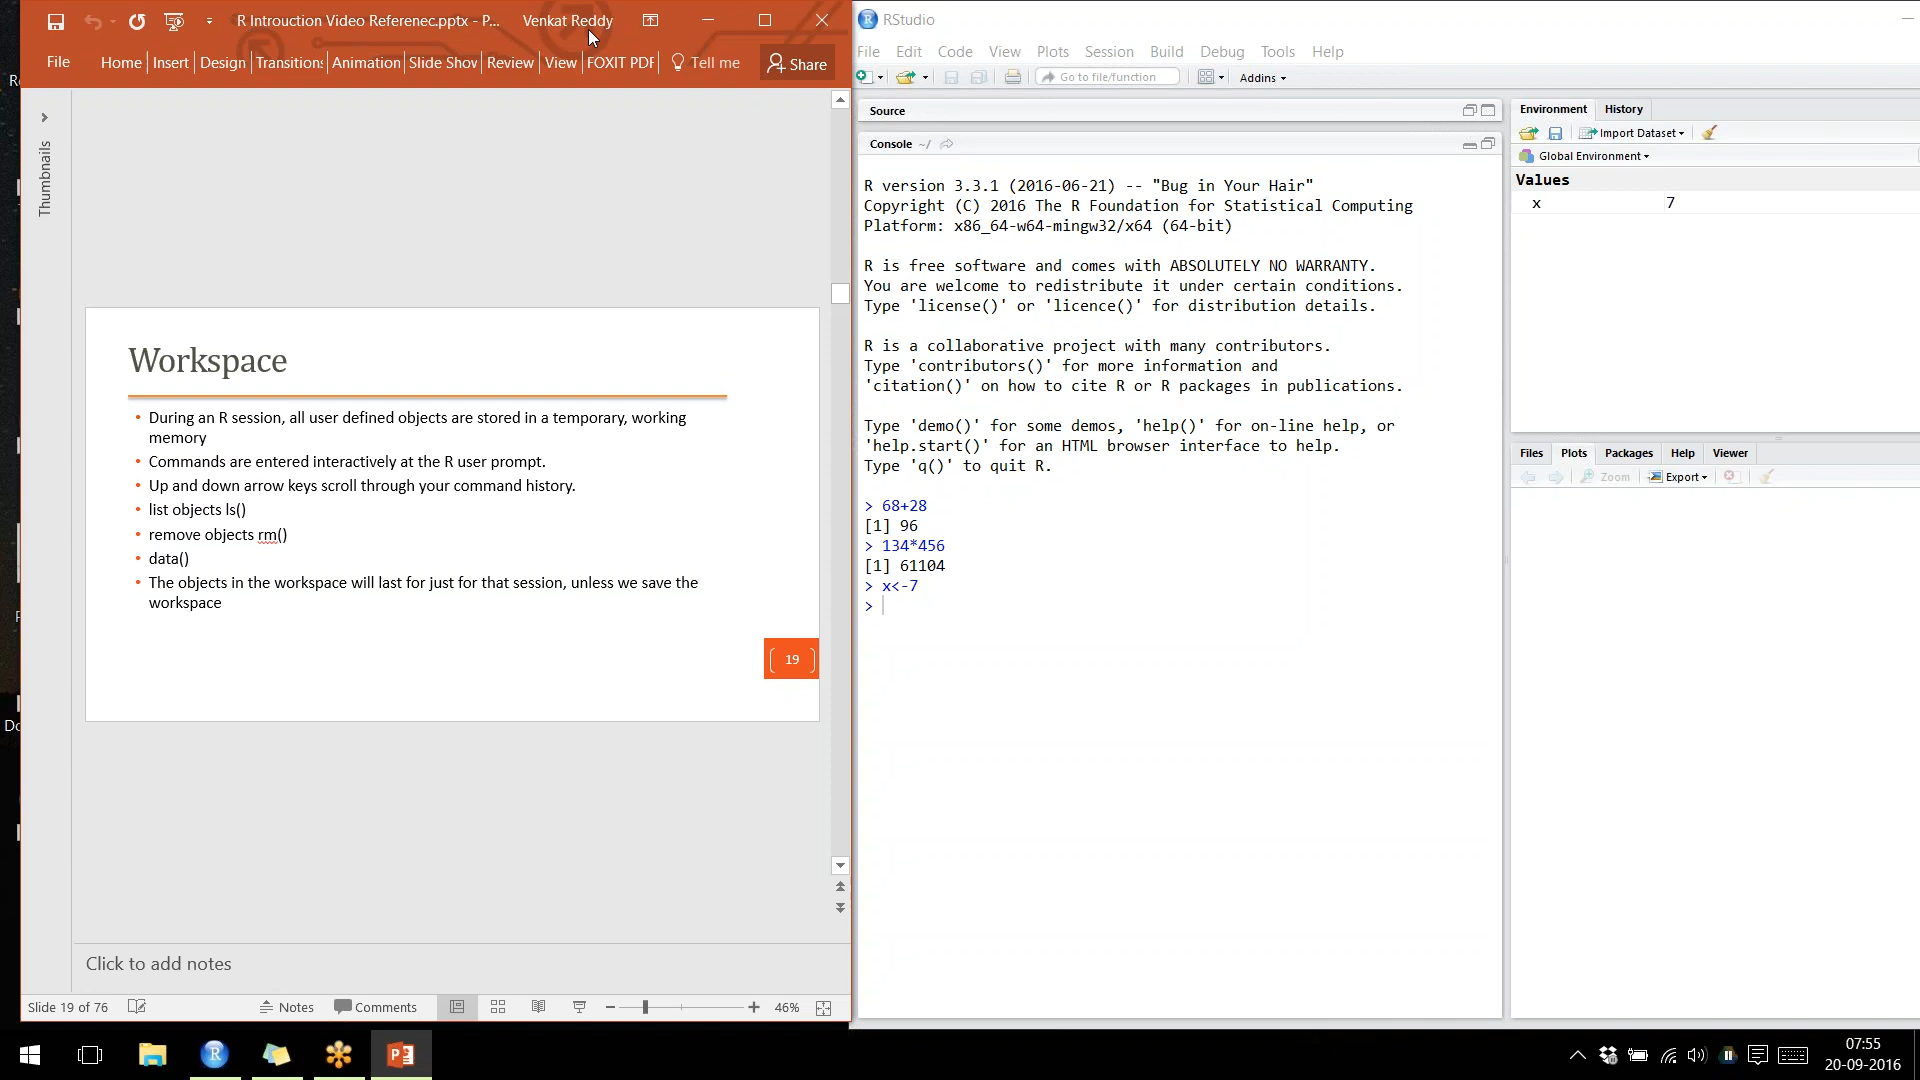 R Introuction Video Referenec.pptx - P...
Venkat Reddy
File
Home
Insert
Design
Transitions
Animation
Slide Shov
Review
View
FOXIT PDF
Tell me
Share
Thumbnails
Workspace
• During an R session, all user defined objects are stored in a temporary, working
memory
• Commands are entered interactively at the R user prompt.
• Up and down arrow keys scroll through your command history.
• list objects ls()
• remove objects rm()
• data()
• The objects in the workspace will last for just for that session, unless we save the
workspace
19
Click to add notes
Slide 19 of 76
Notes
Comments
46%
RStudio
File Edit Code View Plots Session Build Debug Tools Help
Go to file/function
Addins
Source
Console ~/
R version 3.3.1 (2016-06-21) -- "Bug in Your Hair"
Copyright (C) 2016 The R Foundation for Statistical Computing
Platform: x86_64-w64-mingw32/x64 (64-bit)
R is free software and comes with ABSOLUTELY NO WARRANTY.
You are welcome to redistribute it under certain conditions.
Type 'license()' or 'licence()' for distribution details.
R is a collaborative project with many contributors.
Type 'contributors()' for more information and
'citation()' on how to cite R or R packages in publications.
Type 'demo()' for some demos, 'help()' for on-line help, or
'help.start()' for an HTML browser interface to help.
Type 'q()' to quit R.
> 68+28
[1] 96
> 134*456
[1] 61104
> x<-7
>
Environment
History
Import Dataset
Global Environment
Values
x 7
Files
Plots
Packages
Help
Viewer
Zoom
Export
07:55
20-09-2016